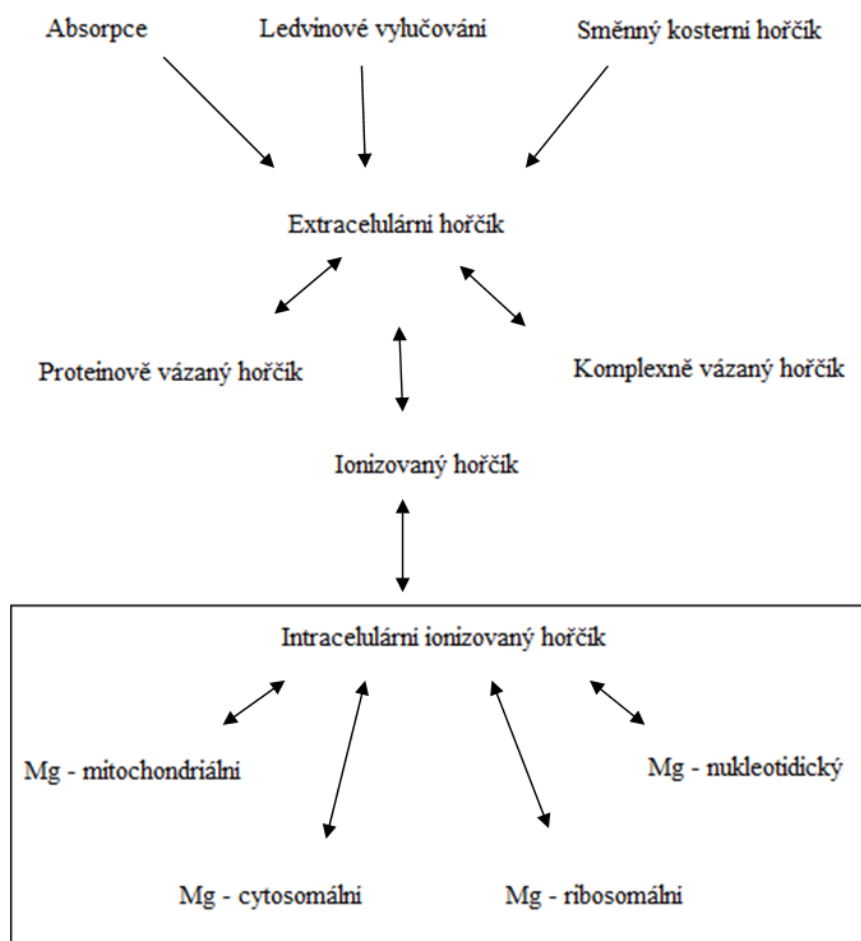 Absorpce
Ledvinové vylučování
Směnný kosterní hořčík
Extracelulární hořčík
Proteinově vázaný hořčík
Komplexně vázaný hořčík
Ionizovaný hořčík
Intracelulární ionizovaný hořčík
Mg - mitochondriální
Mg - nukleotidický
Mg - cytosomální
Mg - ribosomální